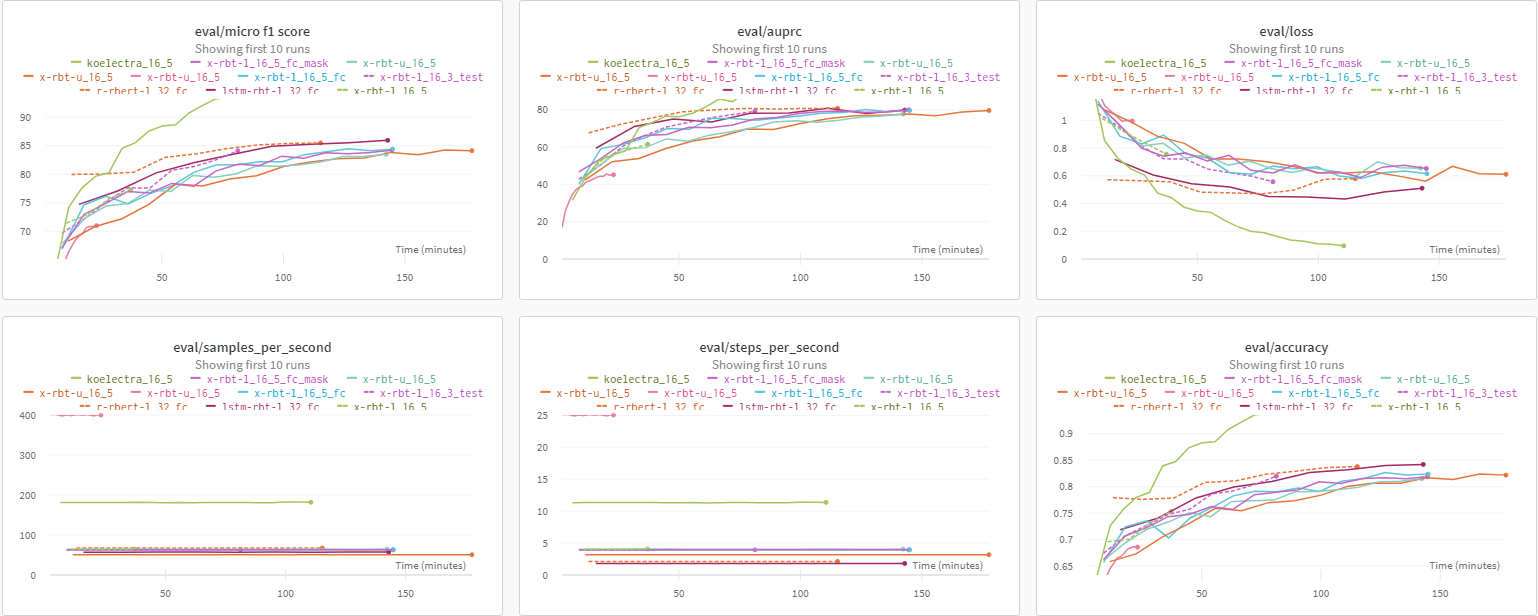 eval/micro f1 score
Showing first 10 runs
koelectra_16_5 x-rbt-l_16_5_fc_mask x-rbt-u_16_5
x-rbt-u_16_5 x-rbt-u_16_5 x-rbt-l_16_5_fc x-rbt-l_16_3_test
r-rbert-l_32_fc lstm-rbt-l_32_fc x-rbt-l_16_5
90
85
80
75
70
Time (minutes)
50 100 150
eval/auprc
Showing first 10 runs
koelectra_16_5 x-rbt-l_16_5_fc_mask x-rbt-u_16_5
x-rbt-u_16_5 x-rbt-u_16_5 x-rbt-l_16_5_fc x-rbt-l_16_3_test
r-rbert-l_32_fc lstm-rbt-l_32_fc x-rbt-l_16_5
80
60
40
20
0
Time (minutes)
50 100 150
eval/loss
Showing first 10 runs
koelectra_16_5 x-rbt-l_16_5_fc_mask x-rbt-u_16_5
x-rbt-u_16_5 x-rbt-u_16_5 x-rbt-l_16_5_fc x-rbt-l_16_3_test
r-rbert-l_32_fc lstm-rbt-l_32_fc x-rbt-l_16_5
1
0.8
0.6
0.4
0.2
0
Time (minutes)
50 100 150
eval/samples_per_second
Showing first 10 runs
koelectra_16_5 x-rbt-l_16_5_fc_mask x-rbt-u_16_5
x-rbt-u_16_5 x-rbt-u_16_5 x-rbt-l_16_5_fc x-rbt-l_16_3_test
r-rbert-l_32_fc lstm-rbt-l_32_fc x-rbt-l_16_5
400
300
200
100
0
Time (minutes)
50 100 150
eval/steps_per_second
Showing first 10 runs
koelectra_16_5 x-rbt-l_16_5_fc_mask x-rbt-u_16_5
x-rbt-u_16_5 x-rbt-u_16_5 x-rbt-l_16_5_fc x-rbt-l_16_3_test
r-rbert-l_32_fc lstm-rbt-l_32_fc x-rbt-l_16_5
25
20
15
10
5
0
Time (minutes)
50 100 150
eval/accuracy
Showing first 10 runs
koelectra_16_5 x-rbt-l_16_5_fc_mask x-rbt-u_16_5
x-rbt-u_16_5 x-rbt-u_16_5 x-rbt-l_16_5_fc x-rbt-l_16_3_test
r-rbert-l_32_fc lstm-rbt-l_32_fc x-rbt-l_16_5
0.9
0.85
0.8
0.75
0.7
0.65
Time (minutes)
50 100 150